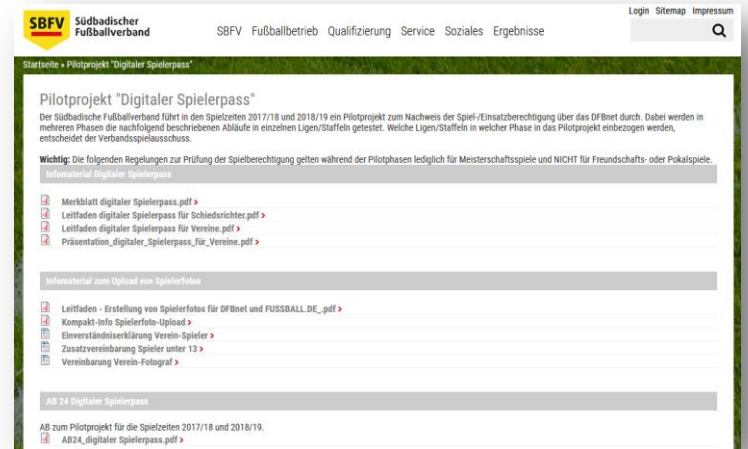 Login Sitemap Impressum
SBFV Südbadischer
Fußballverband
SBFV Fußballbetrieb Qualifizierung Service Soziales Ergebnisse
Startseite » Pilotprojekt "Digitaler Spielerpass"
Pilotprojekt "Digitaler Spielerpass"
Der Südbadische Fußballverband führt in den Spielzeiten 2017/18 und 2018/19 ein Pilotprojekt zum Nachweis der Spiel-/Einsatzberechtigung über das DFBnet durch. Dabei werden in
mehreren Phasen die nachfolgend beschriebenen Abläufe in einzelnen Ligen/Staffeln getestet. Welche Ligen/Staffeln in welcher Phase in das Pilotprojekt einbezogen werden,
entscheidet der Verbandsspielausschuss.
Wichtig: Die folgenden Regelungen zur Prüfung der Spielberechtigung gelten während der Pilotphasen lediglich für Meisterschaftsspiele und NICHT für Freundschafts- oder Pokalspiele.
Infomaterial Digitaler Spielerpass
Merkblatt digitaler Spielerpass.pdf >
Leitfaden digitaler Spielerpass für Schiedsrichter.pdf >
Leitfaden digitaler Spielerpass für Vereine.pdf >
Präsentation_digitaler_Spielerpass_für_Vereine.pdf >
Infomaterial zum Upload von Spielerfotos
Leitfaden - Erstellung von Spielerfotos für DFBnet und FUSSBALL.DE_.pdf >
Kompakt-Info Spielerfoto-Upload >
Einverständniserklärung Verein-Spieler >
Zusatzvereinbarung Spieler unter 13 >
Vereinbarung Verein-Fotograf >
AB 24 Digitaler Spielerpass
AB zum Pilotprojekt für die Spielzeiten 2017/18 und 2018/19.
AB24_digitaler Spielerpass.pdf >